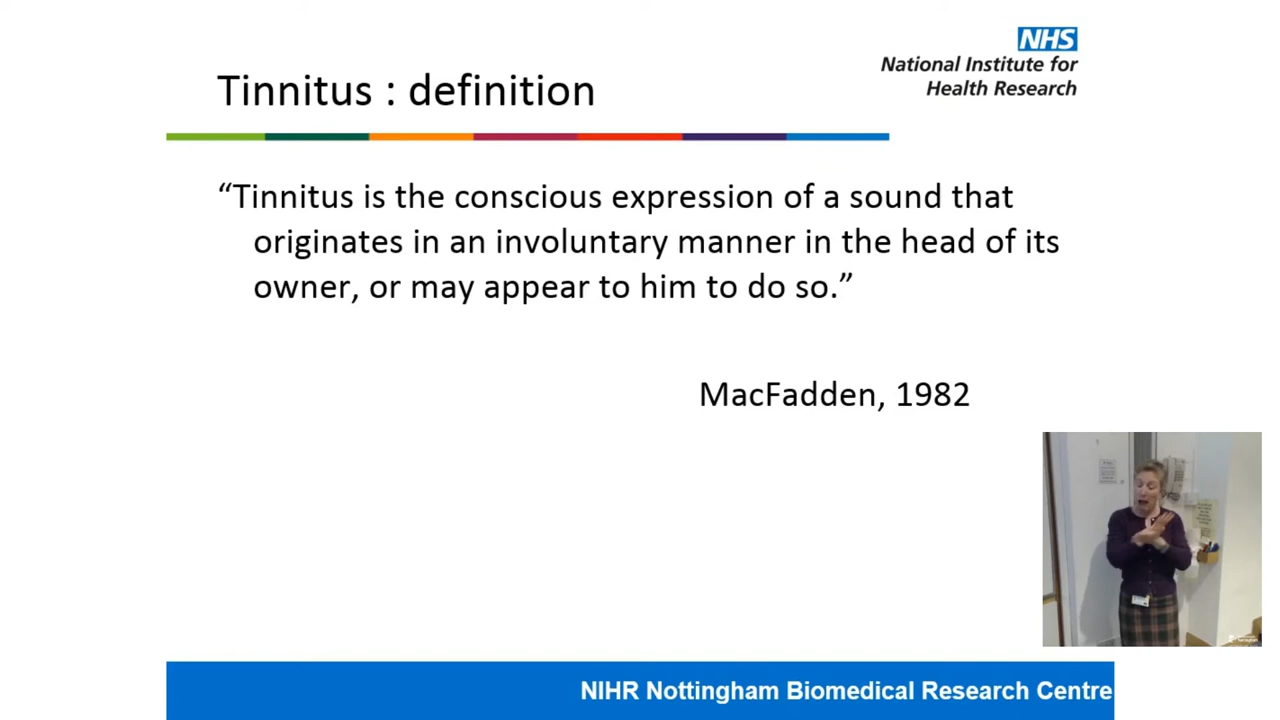 NHS
National Institute for
Health Research
Tinnitus : definition
“Tinnitus is the conscious expression of a sound that
originates in an involuntary manner in the head of its
owner, or may appear to him to do so.”
MacFadden, 1982
NIHR Nottingham Biomedical Research Centre